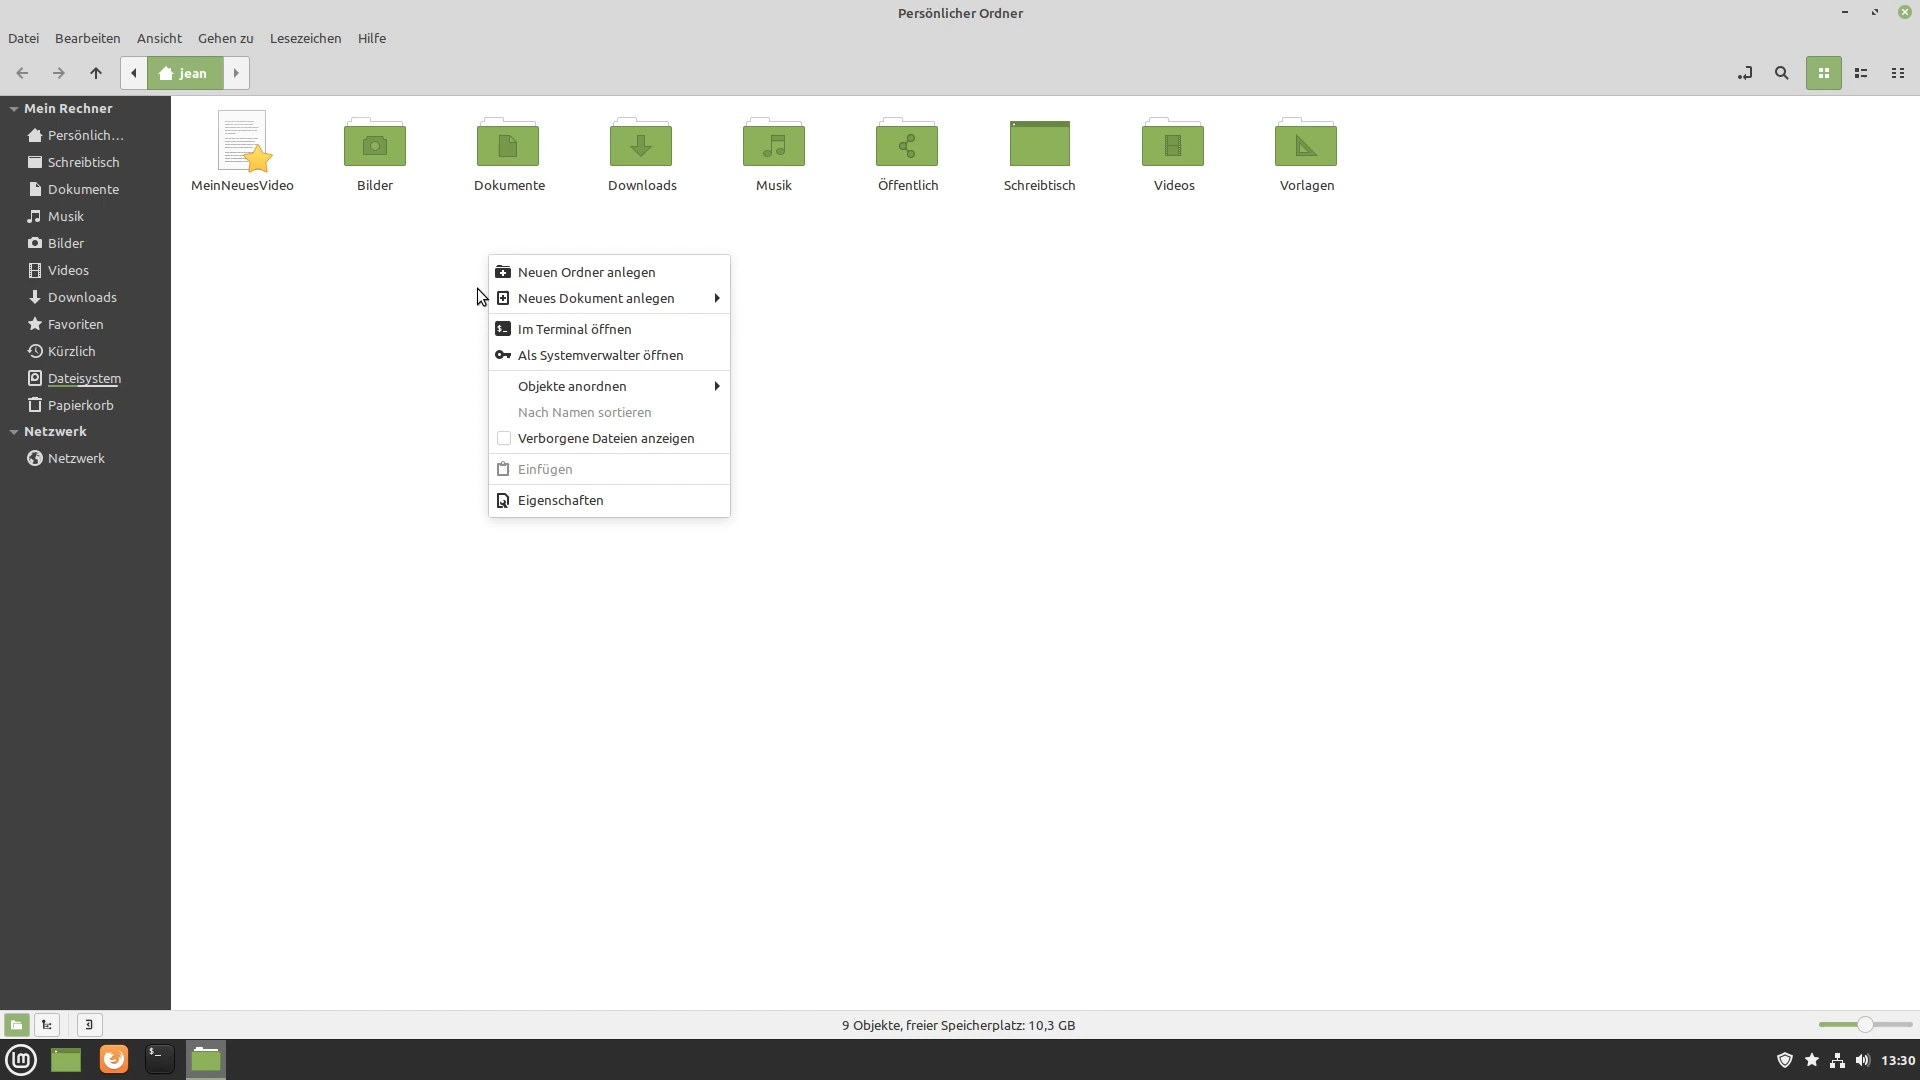 Persönlicher Ordner
Datei Bearbeiten Ansicht Gehen zu Lesezeichen Hilfe
jean
Mein Rechner
Persönlich...
Schreibtisch
Dokumente
Musik
Bilder
Videos
Downloads
Favoriten
Kürzlich
Dateisystem
Papierkorb
Netzwerk
Netzwerk
MeinNeuesVideo Bilder Dokumente Downloads Musik Öffentlich Schreibtisch Videos Vorlagen
Neuen Ordner anlegen
Neues Dokument anlegen
Im Terminal öffnen
Als Systemverwalter öffnen
Objekte anordnen
Nach Namen sortieren
Verborgene Dateien anzeigen
Einfügen
Eigenschaften
9 Objekte, freier Speicherplatz: 10,3 GB
13:30